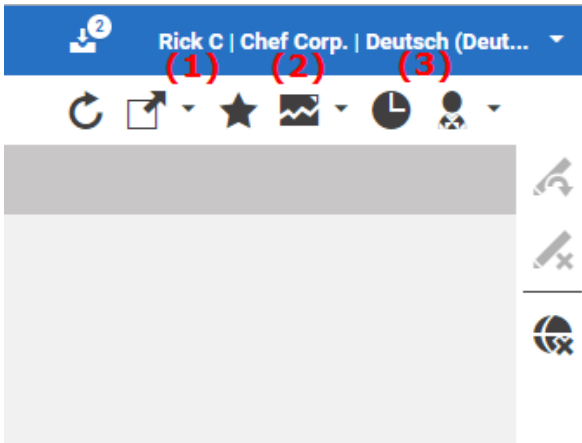 2
Rick C | Chef Corp. | Deutsch (Deut...
(1) (2) (3)